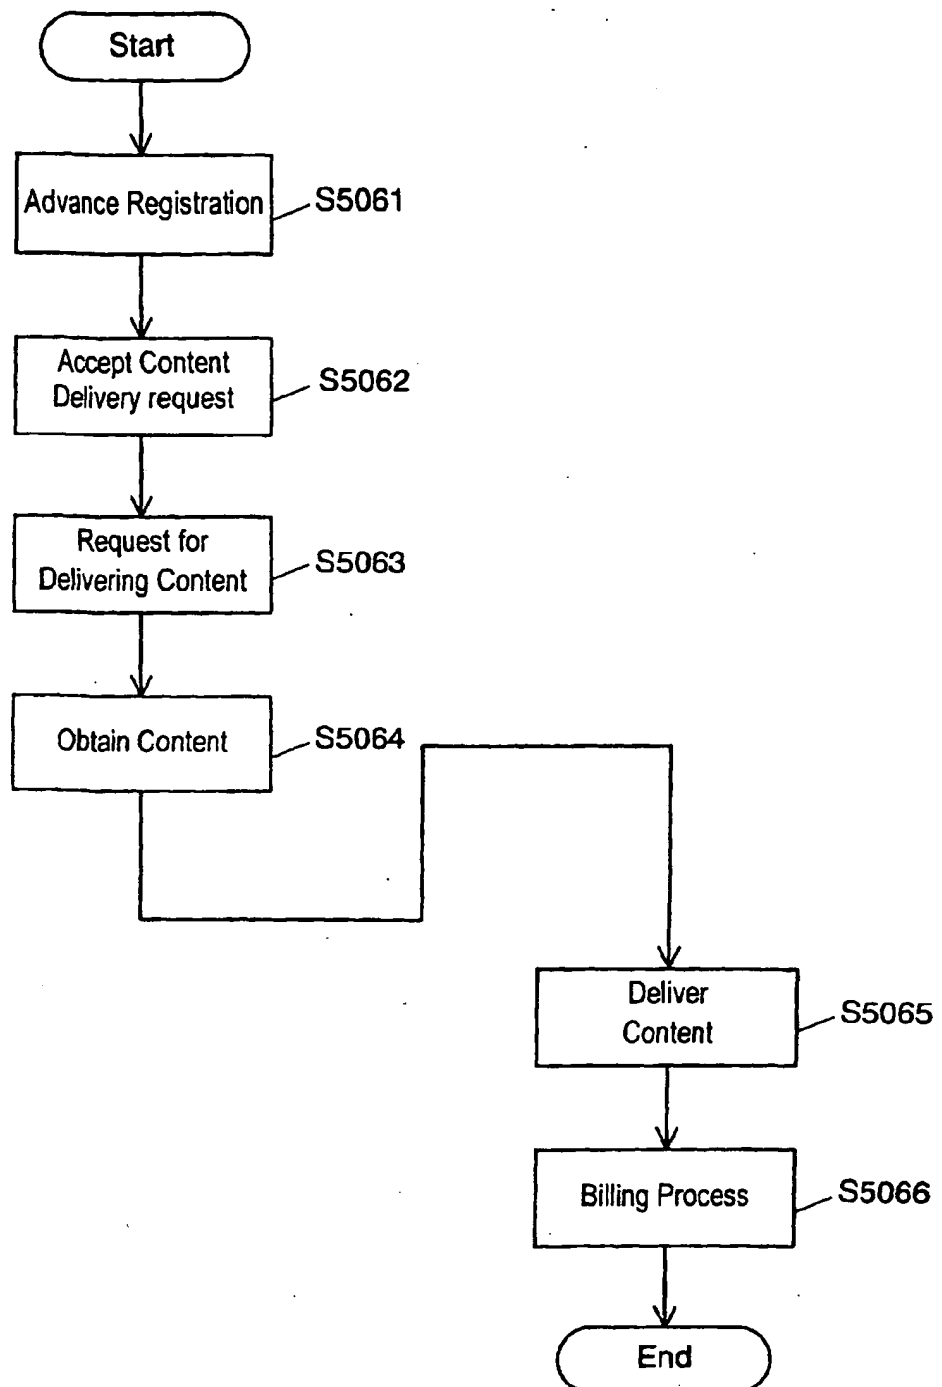 Start
Advance Registration
S5061
Accept Content
Delivery request
S5062
Request for
Delivering Content
S5063
Obtain Content
S5064
Deliver
Content
S5065
Billing Process
S5066
End